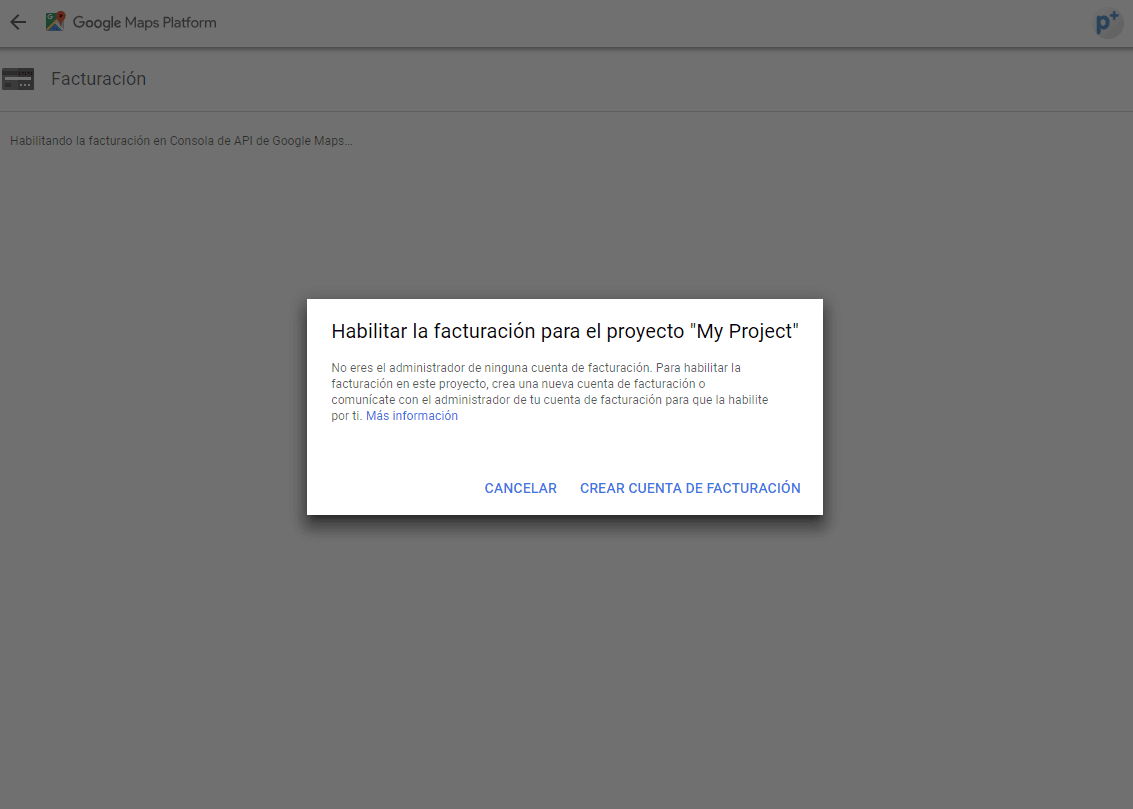 Google Maps Platform
p+
Facturación
Habilitando la facturación en Consola de API de Google Maps...
Habilitar la facturación para el proyecto "My Project"
No eres el administrador de ninguna cuenta de facturación. Para habilitar la
facturación en este proyecto, crea una nueva cuenta de facturación o
comunícate con el administrador de tu cuenta de facturación para que la habilite
por ti. Más información
CANCELAR CREAR CUENTA DE FACTURACIÓN